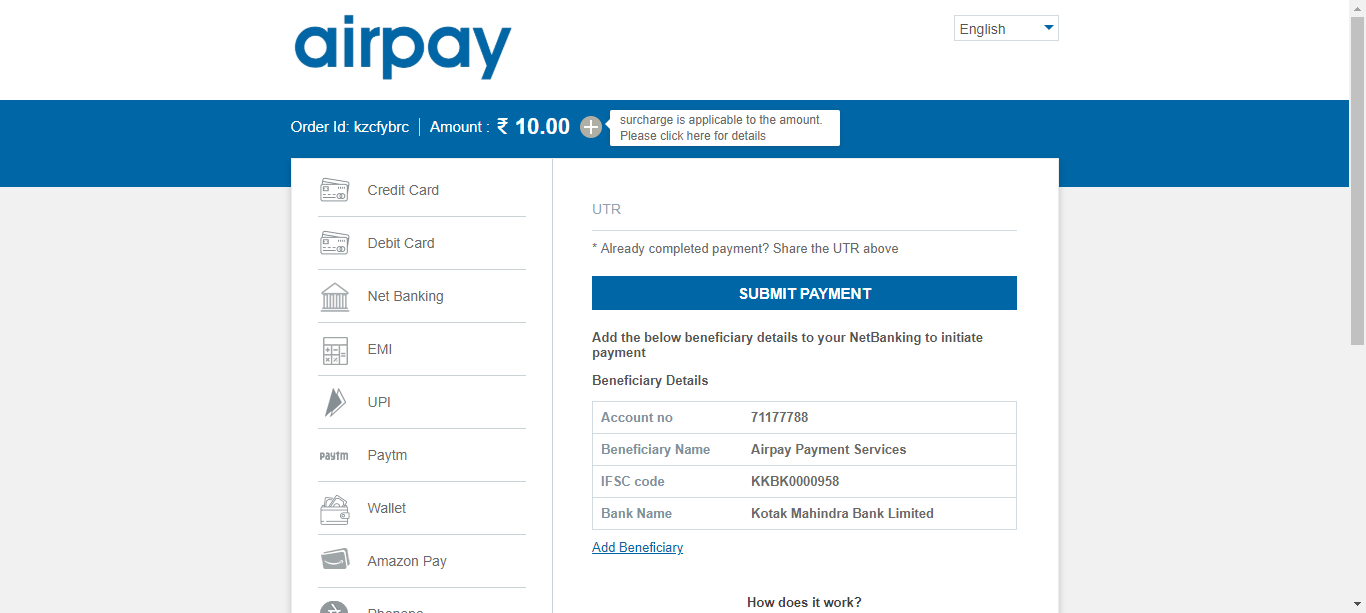 airpay
English
Order Id: kzcfybrc
Amount : ₹ 10.00
surcharge is applicable to the amount.
Please click here for details
Credit Card
Debit Card
Net Banking
EMI
UPI
Paytm
Paytm
Wallet
Amazon Pay
Phonepe
UTR
* Already completed payment? Share the UTR above
SUBMIT PAYMENT
Add the below beneficiary details to your NetBanking to initiate
payment
Beneficiary Details
Account no 71177788
Beneficiary Name Airpay Payment Services
IFSC code KKBK0000958
Bank Name Kotak Mahindra Bank Limited
Add Beneficiary
How does it work?